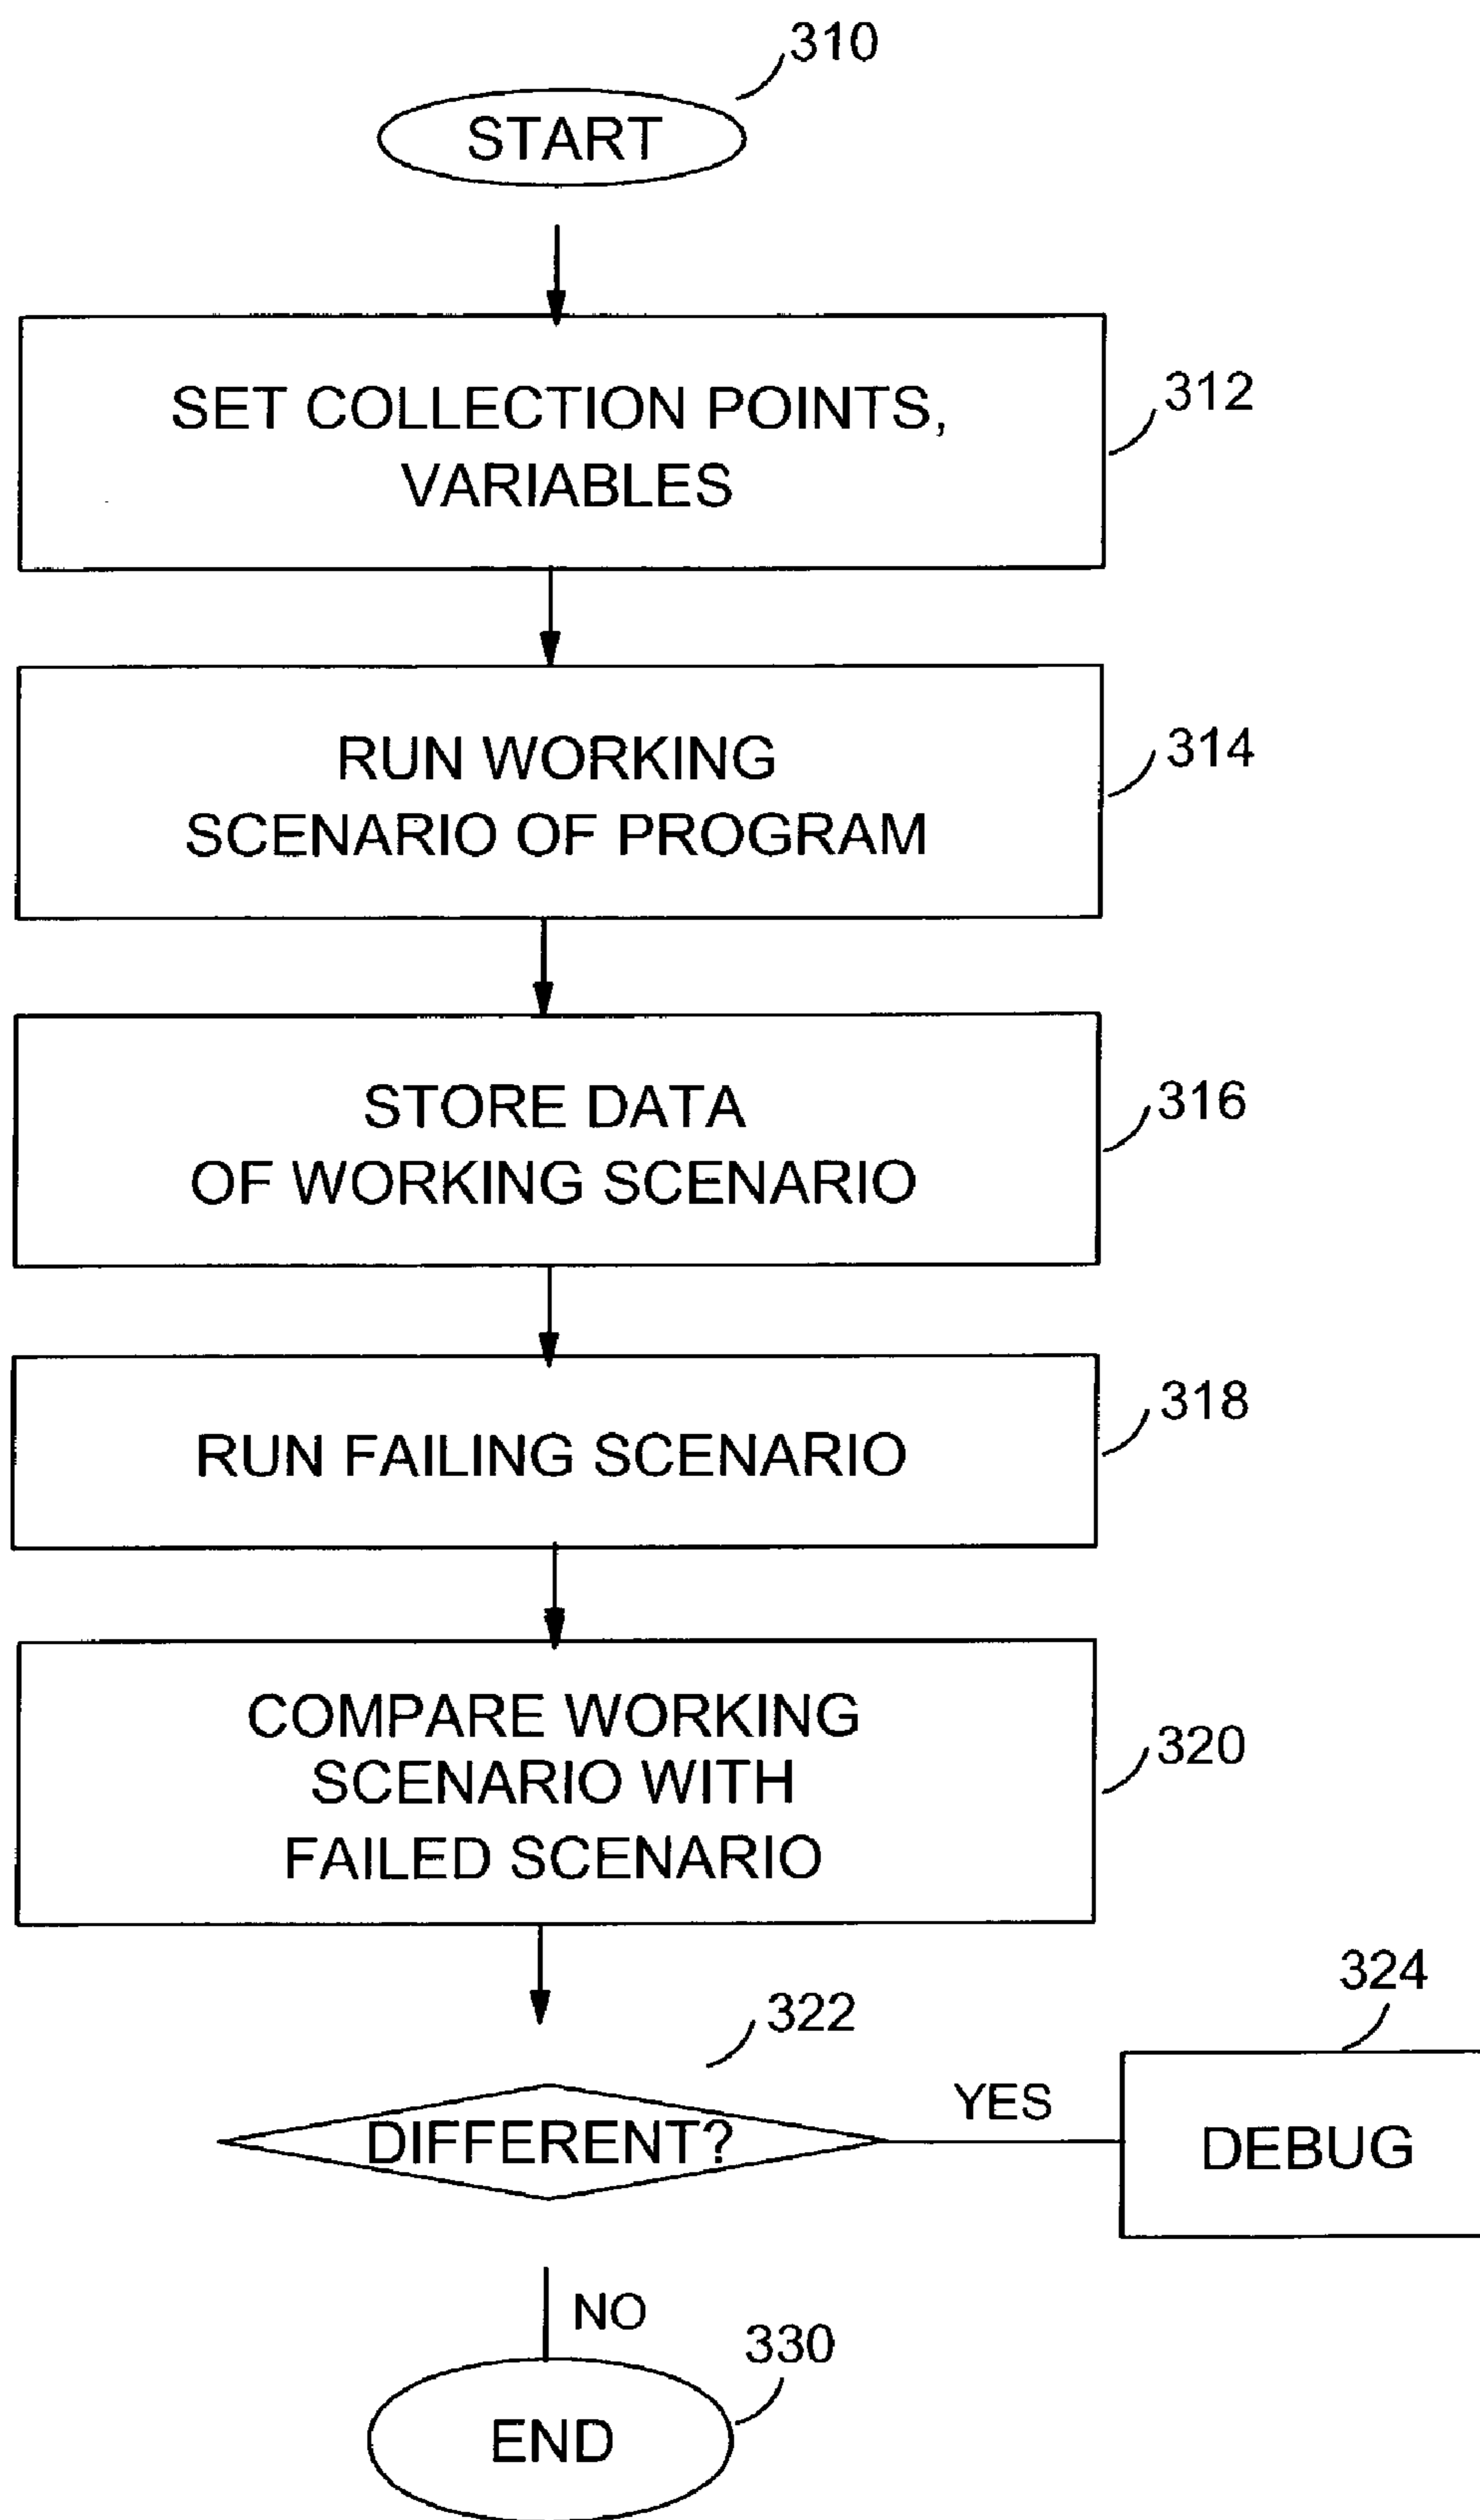 310
START
SET COLLECTION POINTS,
VARIABLES
312
RUN WORKING
SCENARIO OF PROGRAM
314
STORE DATA
OF WORKING SCENARIO
316
RUN FAILING SCENARIO
318
COMPARE WORKING
SCENARIO WITH
FAILED SCENARIO
320
322
324
DIFFERENT?
YES
DEBUG
NO
330
END